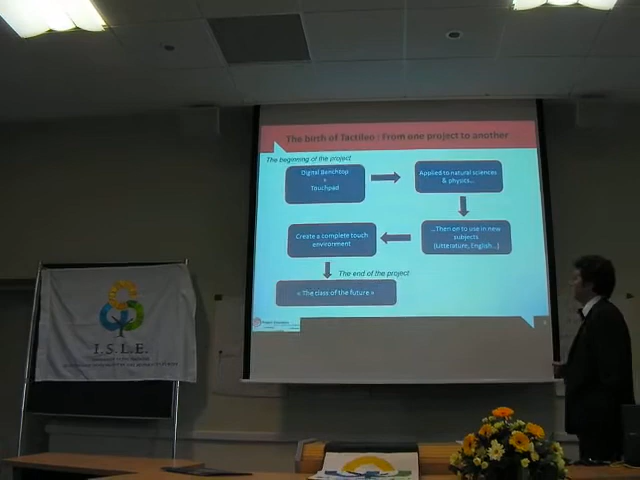 The birth of Tactileo : From one project to another
The beginning of the project
Digital Benchtop
+
Touchpad
Applied to natural sciences
& physics...
...Then on to use in new
subjects
(Litterature, English...)
Create a complete touch
environment
The end of the project
« The class of the future »
I.S.L.E.